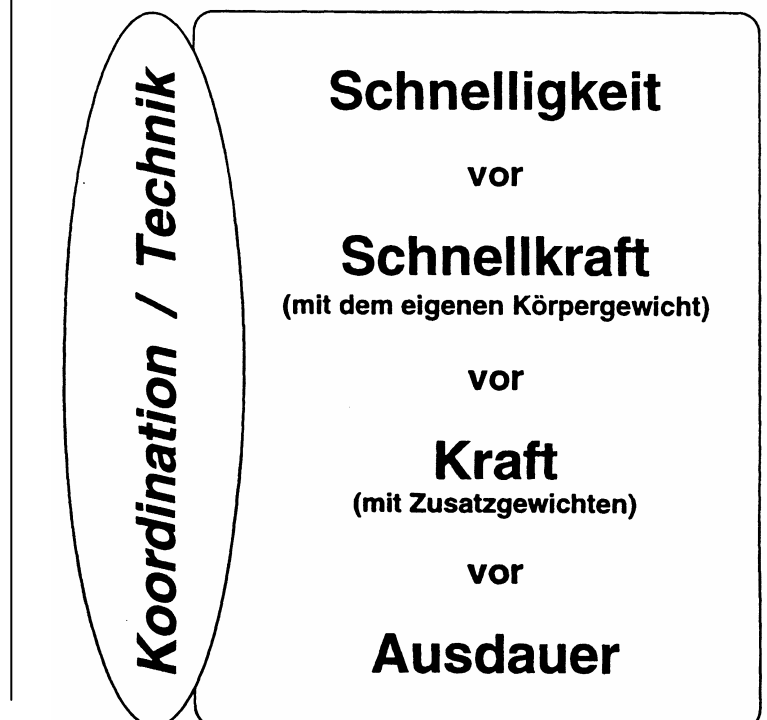 Koordination / Technik
Schnelligkeit
vor
Schnellkraft
(mit dem eigenen Körpergewicht)
vor
Kraft
(mit Zusatzgewichten)
vor
Ausdauer